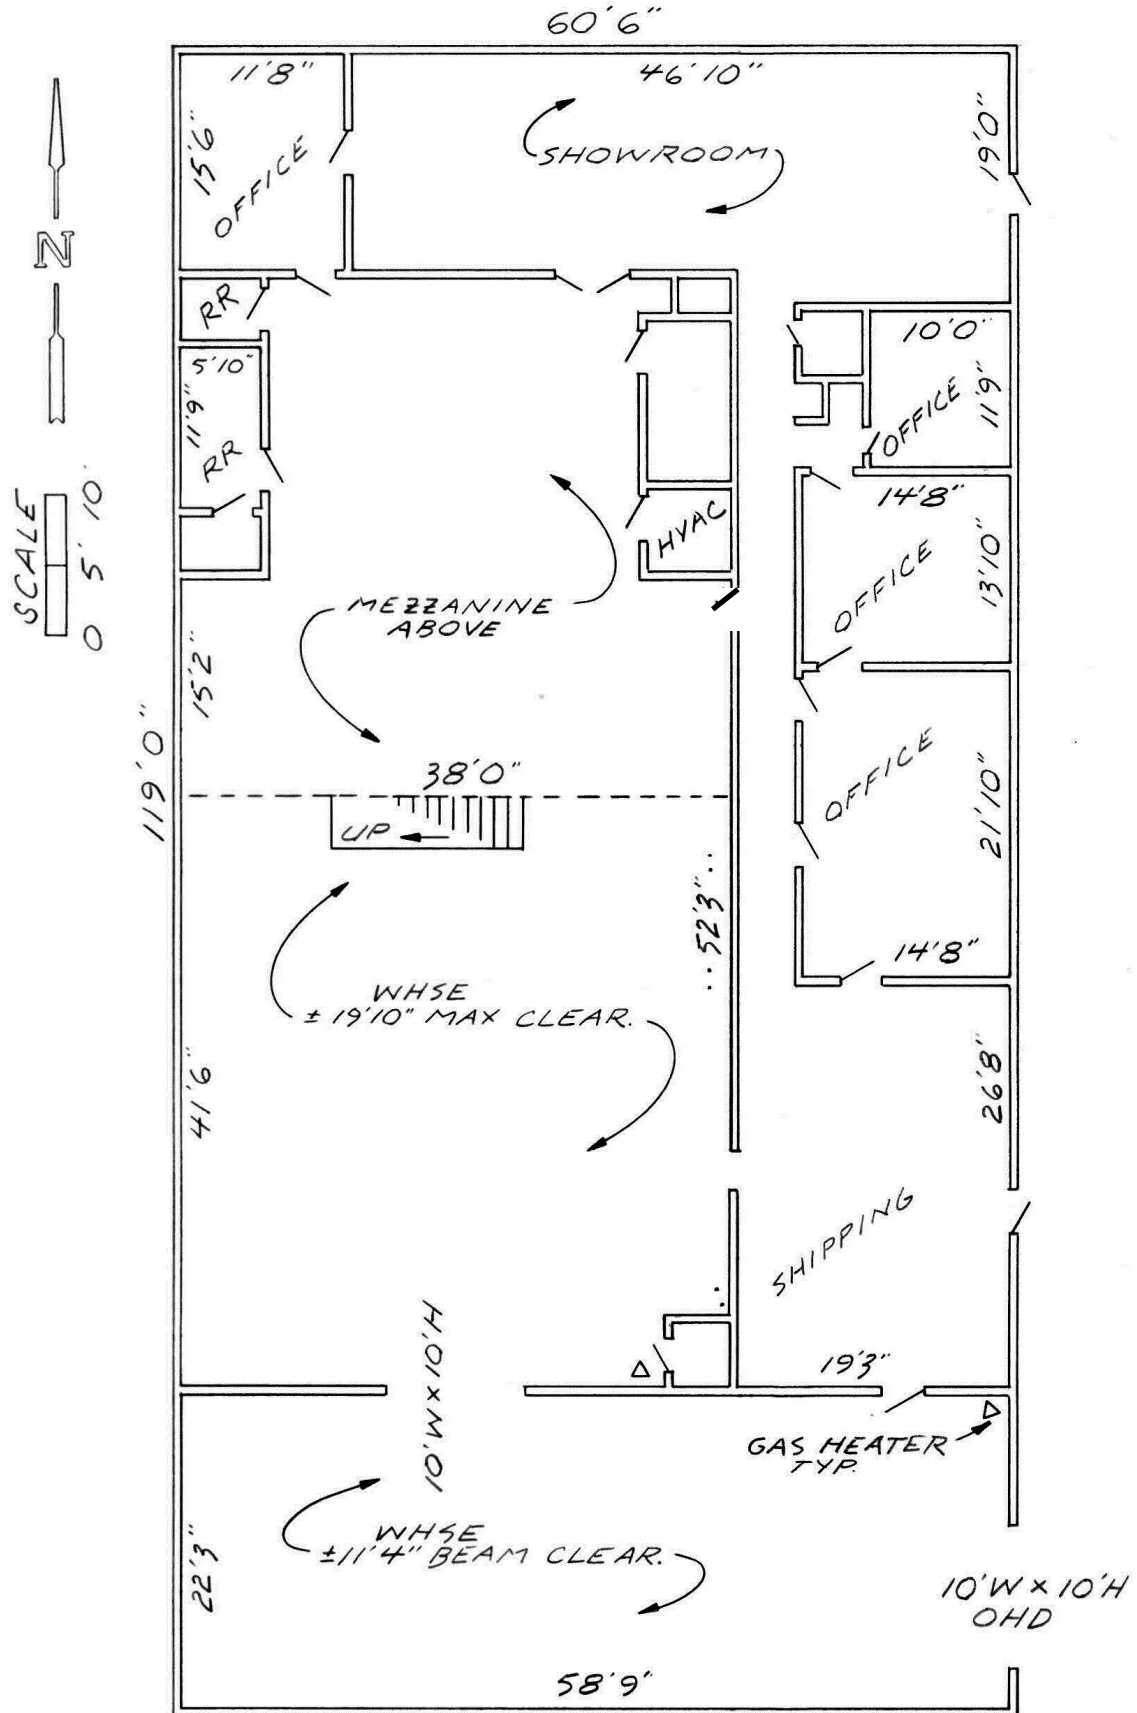 60'6"
11'8"
46'10"
15'6"
OFFICE
SHOWROOM
19'0"
N
RR
5'10"
11'9"
RR
10'0"
11'9"
OFFICE
SCALE
0 5' 10'
HVAC
14'8"
13'10"
OFFICE
MEZZANINE
ABOVE
15'2"
119'0"
38'0"
UP
OFFICE
21'10"
52'3"
14'8"
WHSE
±19'10" MAX CLEAR.
41'6"
26'8"
SHIPPING
10'W x 10'H
19'3"
GAS HEATER
TYP.
WHSE
±11'4" BEAM CLEAR.
22'3"
10'W x 10'H
OHD
58'9"